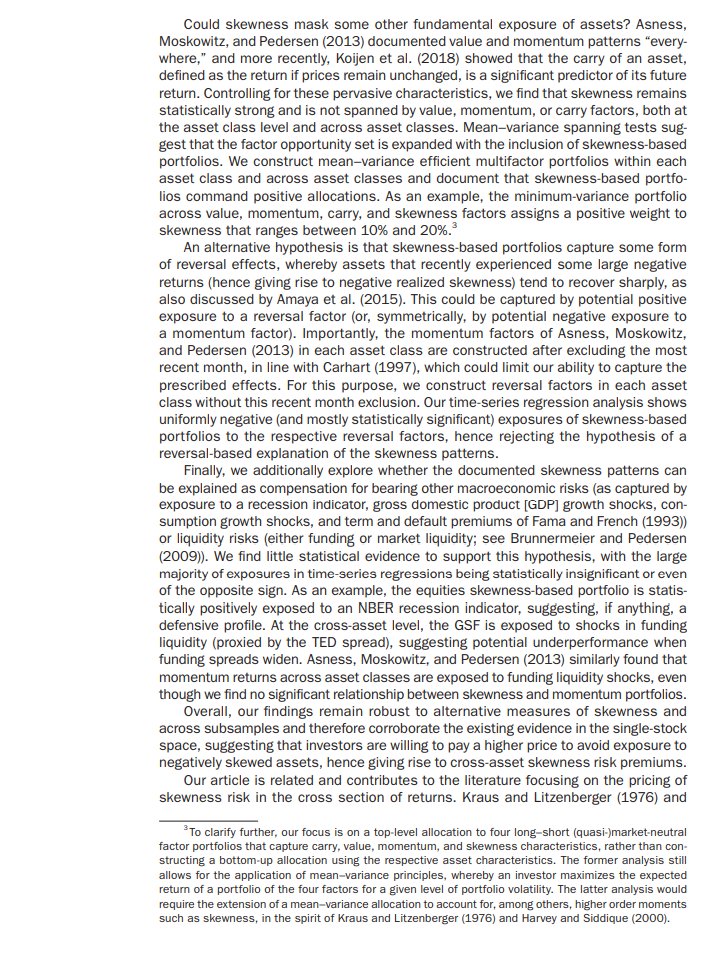 Could skewness mask some other fundamental exposure of assets? Asness,
Moskowitz, and Pedersen (2013) documented value and momentum patterns “every-
where,” and more recently, Koijen et al. (2018) showed that the carry of an asset,
defined as the return if prices remain unchanged, is a significant predictor of its future
return. Controlling for these pervasive characteristics, we find that skewness remains
statistically strong and is not spanned by value, momentum, or carry factors, both at
the asset class level and across asset classes. Mean–variance spanning tests sug-
gest that the factor opportunity set is expanded with the inclusion of skewness-based
portfolios. We construct mean–variance efficient multifactor portfolios within each
asset class and across asset classes and document that skewness-based portfo-
lios command positive allocations. As an example, the minimum-variance portfolio
across value, momentum, carry, and skewness factors assigns a positive weight to
skewness that ranges between 10% and 20%.3
An alternative hypothesis is that skewness-based portfolios capture some form
of reversal effects, whereby assets that recently experienced some large negative
returns (hence giving rise to negative realized skewness) tend to recover sharply, as
also discussed by Amaya et al. (2015). This could be captured by potential positive
exposure to a reversal factor (or, symmetrically, by potential negative exposure to
a momentum factor). Importantly, the momentum factors of Asness, Moskowitz,
and Pedersen (2013) in each asset class are constructed after excluding the most
recent month, in line with Carhart (1997), which could limit our ability to capture the
prescribed effects. For this purpose, we construct reversal factors in each asset
class without this recent month exclusion. Our time-series regression analysis shows
uniformly negative (and mostly statistically significant) exposures of skewness-based
portfolios to the respective reversal factors, hence rejecting the hypothesis of a
reversal-based explanation of the skewness patterns.
Finally, we additionally explore whether the documented skewness patterns can
be explained as compensation for bearing other macroeconomic risks (as captured by
exposure to a recession indicator, gross domestic product [GDP] growth shocks, con-
sumption growth shocks, and term and default premiums of Fama and French (1993))
or liquidity risks (either funding or market liquidity; see Brunnermeier and Pedersen
(2009)). We find little statistical evidence to support this hypothesis, with the large
majority of exposures in time-series regressions being statistically insignificant or even
of the opposite sign. As an example, the equities skewness-based portfolio is statis-
tically positively exposed to an NBER recession indicator, suggesting, if anything, a
defensive profile. At the cross-asset level, the GSF is exposed to shocks in funding
liquidity (proxied by the TED spread), suggesting potential underperformance when
funding spreads widen. Asness, Moskowitz, and Pedersen (2013) similarly found that
momentum returns across asset classes are exposed to funding liquidity shocks, even
though we find no significant relationship between skewness and momentum portfolios.
Overall, our findings remain robust to alternative measures of skewness and
across subsamples and therefore corroborate the existing evidence in the single-stock
space, suggesting that investors are willing to pay a higher price to avoid exposure to
negatively skewed assets, hence giving rise to cross-asset skewness risk premiums.
Our article is related and contributes to the literature focusing on the pricing of
skewness risk in the cross section of returns. Kraus and Litzenberger (1976) and
3 To clarify further, our focus is on a top-level allocation to four long–short (quasi-)market-neutral
factor portfolios that capture carry, value, momentum, and skewness characteristics, rather than con-
structing a bottom-up allocation using the respective asset characteristics. The former analysis still
allows for the application of mean–variance principles, whereby an investor maximizes the expected
return of a portfolio of the four factors for a given level of portfolio volatility. The latter analysis would
require the extension of a mean–variance allocation to account for, among others, higher order moments
such as skewness, in the spirit of Kraus and Litzenberger (1976) and Harvey and Siddique (2000).